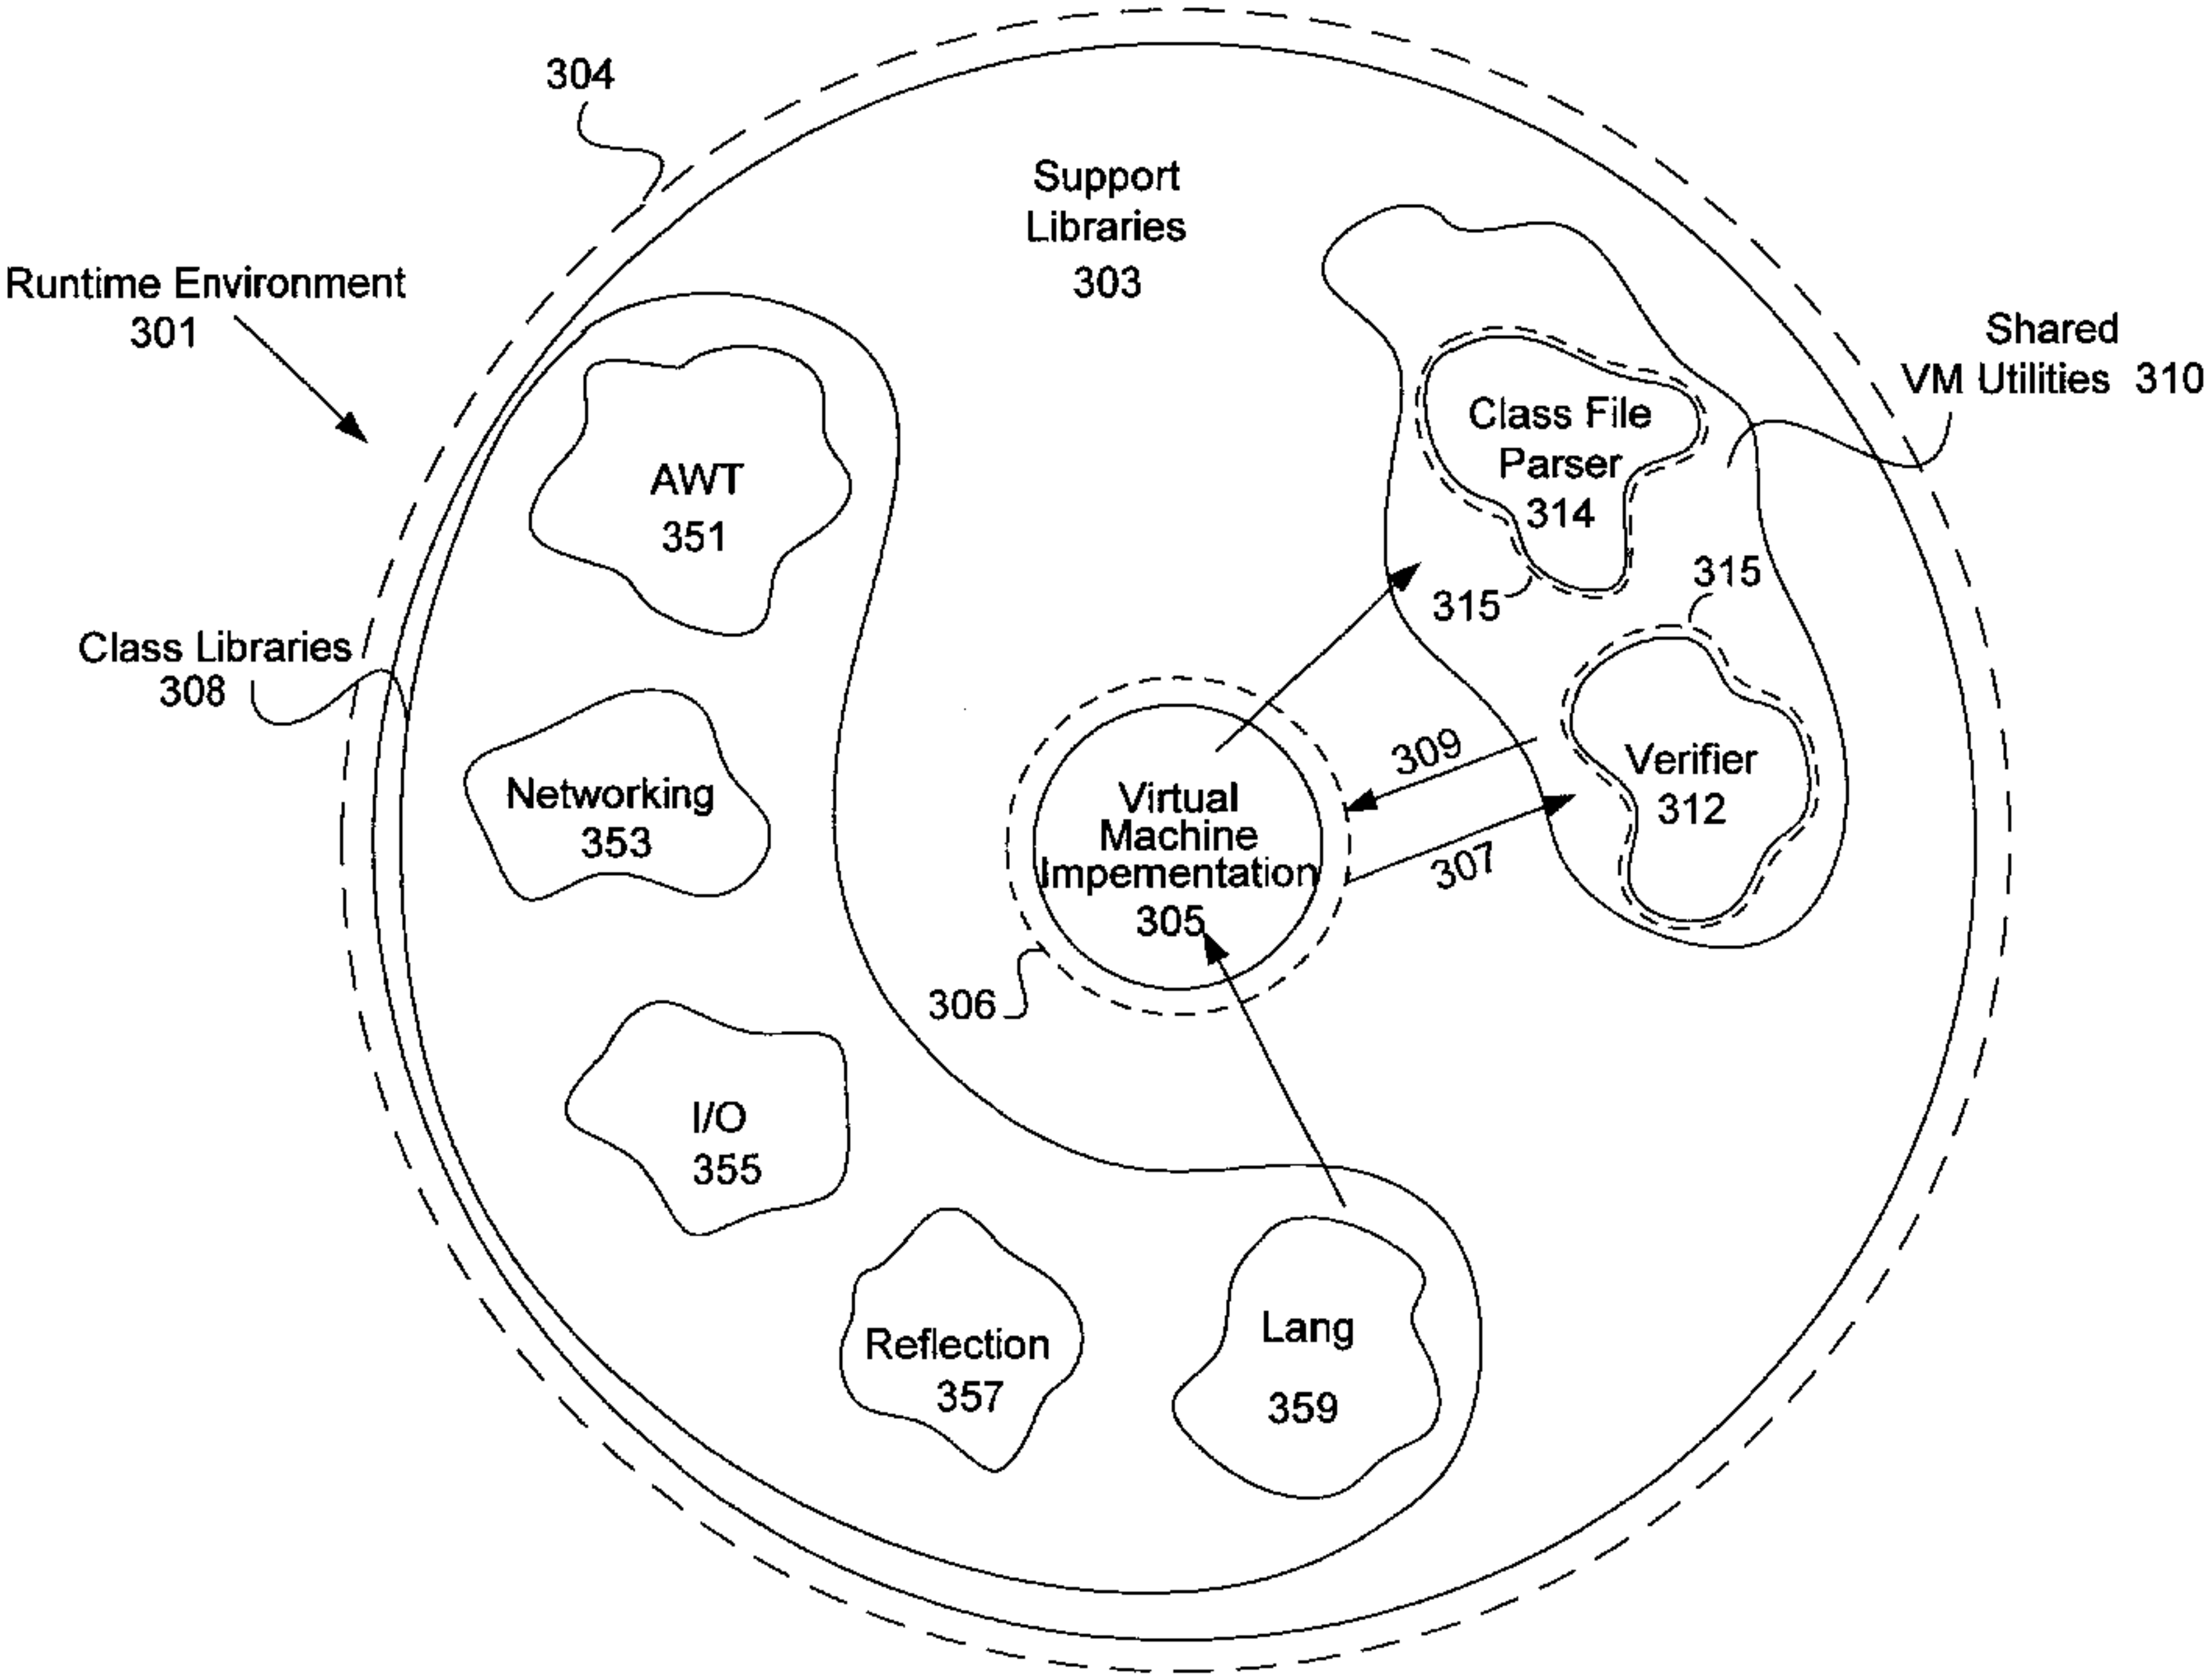 304
Support
Libraries
303
Runtime Environment
301
Shared
VM Utilities 310
Class File
Parser
314
AWT
351
315
315
Class Libraries
308
309
Verifier
312
Networking
353
Virtual
Machine
Impementation
305
307
306
I/O
355
Reflection
357
Lang
359